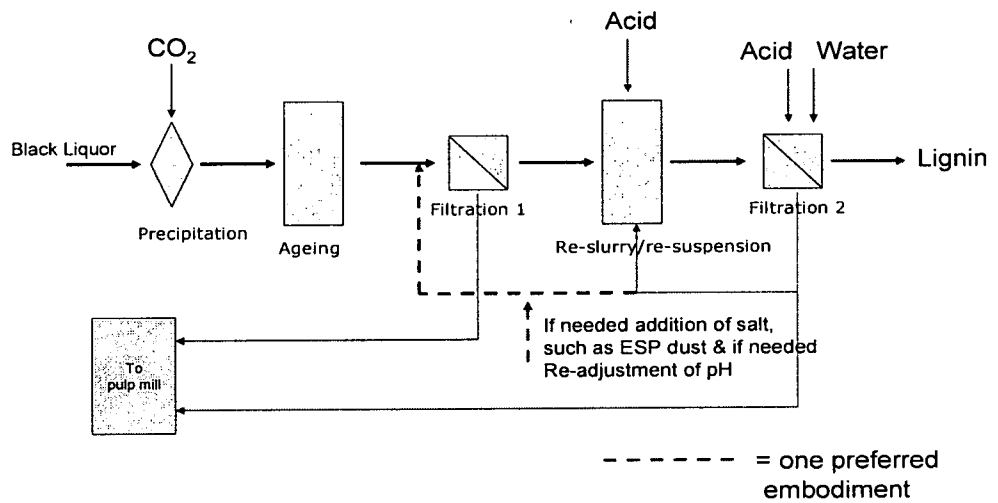 Acid
CO₂
Acid Water
Black Liquor
Lignin
Precipitation
Ageing
Filtration 1
Re-slurry/re-suspension
Filtration 2
If needed addition of salt,
such as ESP dust & if needed
Re-adjustment of pH
To
pulp mill
= one preferred
embodiment